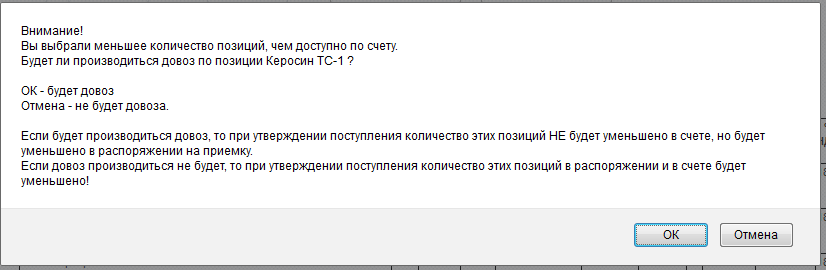 Внимание!
Вы выбрали меньшее количество позиций, чем доступно по счету.
Будет ли производиться довоз по позиции Керосин ТС-1 ?
ОК - будет довоз
Отмена - не будет довоза.
Если будет производиться довоз, то при утверждении поступления количество этих позиций НЕ будет уменьшено в счете, но будет
уменьшено в распоряжении на приемку.
Если довоз производиться не будет, то при утверждении поступления количество этих позиций в распоряжении и в счете будет
уменьшено!
ОК
Отмена